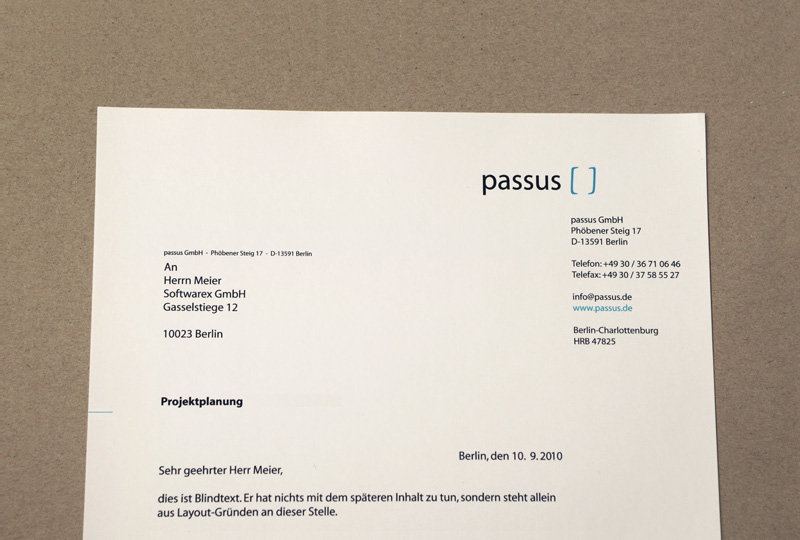 passus [ ]
passus GmbH
Phöbener Steig 17
D-13591 Berlin
Telefon: +49 30 / 36 71 06 46
Telefax: +49 30 / 37 58 55 27
info@passus.de
www.passus.de
Berlin-Charlottenburg
HRB 47825
passus GmbH · Phöbener Steig 17 · D-13591 Berlin
An
Herrn Meier
Softwarex GmbH
Gasselstiege 12
10023 Berlin
Projektplanung
Berlin, den 10. 9. 2010
Sehr geehrter Herr Meier,
dies ist Blindtext. Er hat nichts mit dem späteren Inhalt zu tun, sondern steht allein
aus Layout-Gründen an dieser Stelle.